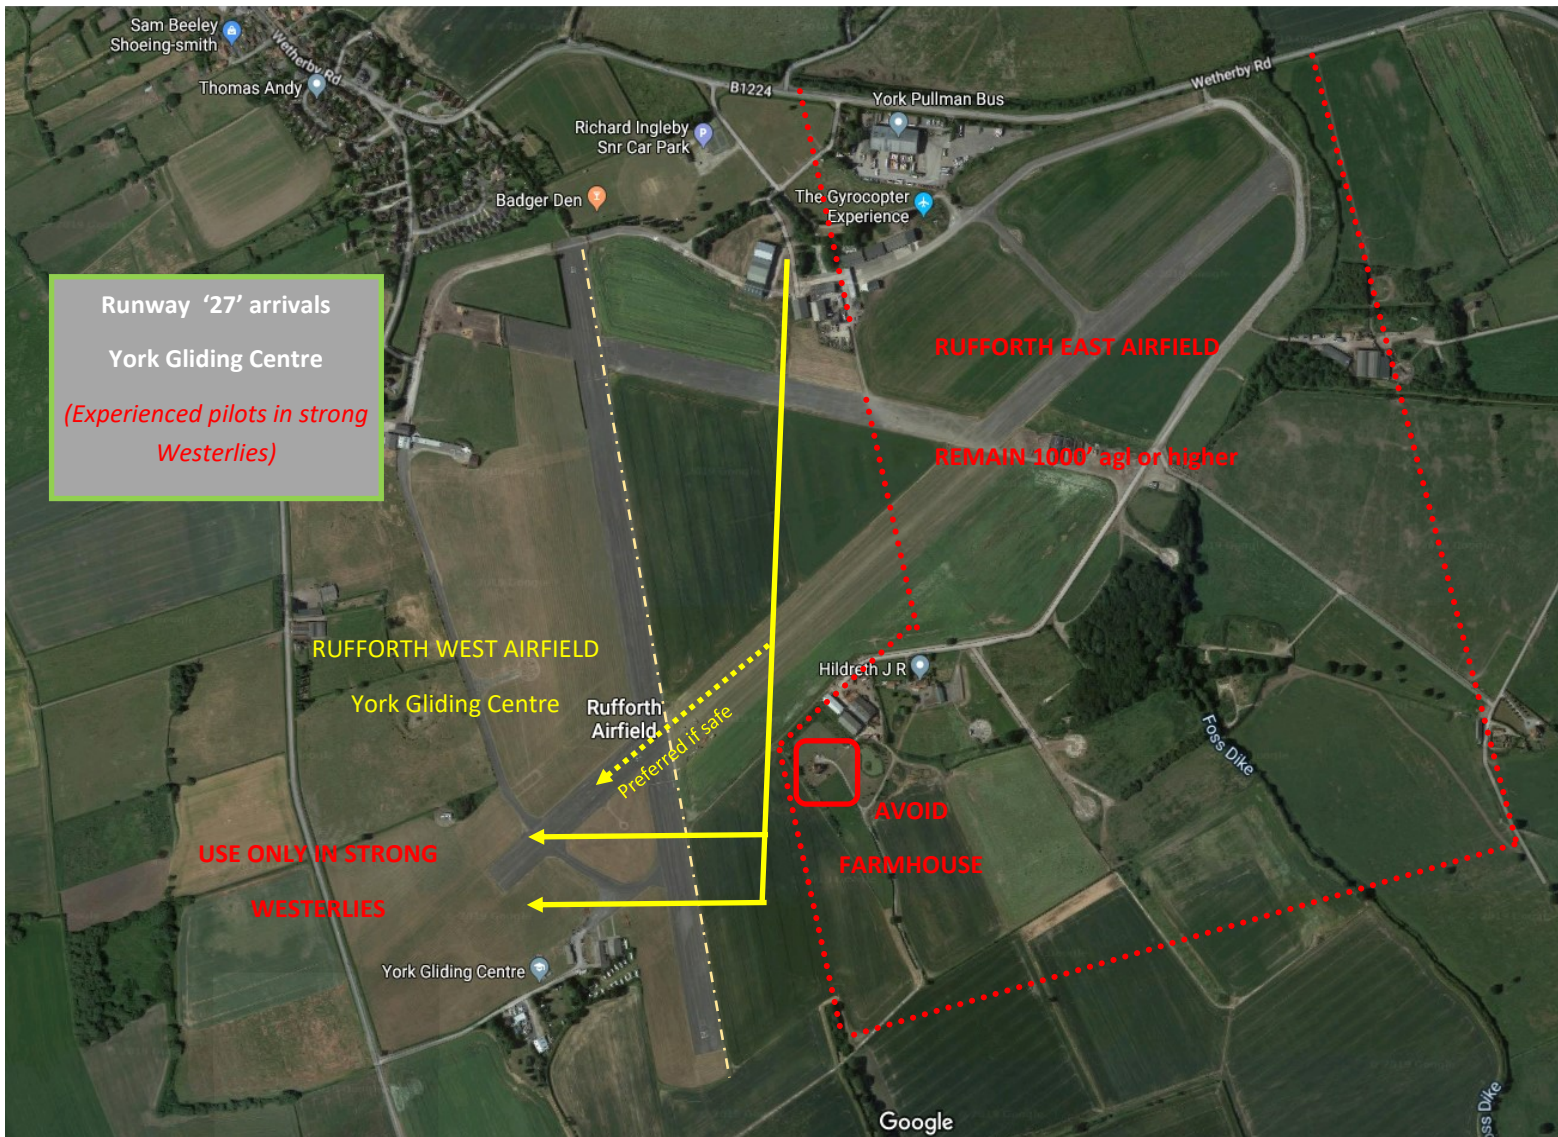 Sam Beeley
Shoeing-smith
Wetherby Rd
Thomas Andy
B1224
York Pullman Bus
Wetherby Rd
Richard Ingleby
Snr Car Park
Badger Den
The Gyrocopter
Experience
Runway ‘27’ arrivals
York Gliding Centre
(Experienced pilots in strong
Westerlies)
RUFFORTH EAST AIRFIELD
REMAIN 1000’ agl or higher
RUFFORTH WEST AIRFIELD
York Gliding Centre
Hildreth J R
Rufforth
Airfield
Preferred if safe
Foss Dike
AVOID
FARMHOUSE
USE ONLY IN STRONG
WESTERLIES
York Gliding Centre
Google
ss Dike